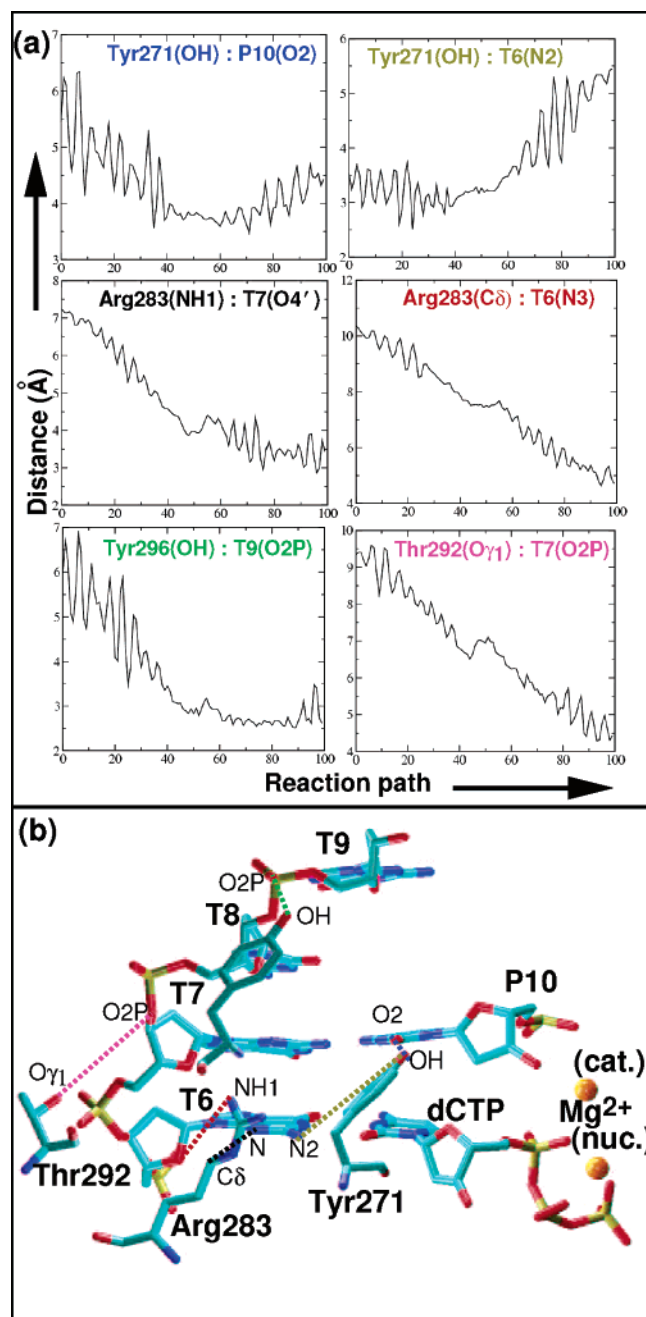 (a)
Tyr271(OH) : P10(O2)
Tyr271(OH) : T6(N2)
7
6
5
4
3
0 20 40 60 80 100
6
5
4
3
2
0 20 40 60 80 100
Arg283(NH1) : T7(O4′)
Arg283(Cδ) : T6(N3)
8
7
6
5
4
3
2
0 20 40 60 80 100
12
10
8
6
4
0 20 40 60 80 100
Distance (Å)
Tyr296(OH) : T9(O2P)
Thr292(Oγ1) : T7(O2P)
7
6
5
4
3
2
0 20 40 60 80 100
10
9
8
7
6
5
4
0 20 40 60 80 100
Reaction path
(b)
T9
O2P
OH
T8
P10
T7
O2
O2P
OH
(cat.)
Oγ1
T6
NH1
dCTP
Mg2+
N
N2
(nuc.)
Thr292
Cδ
Tyr271
Arg283